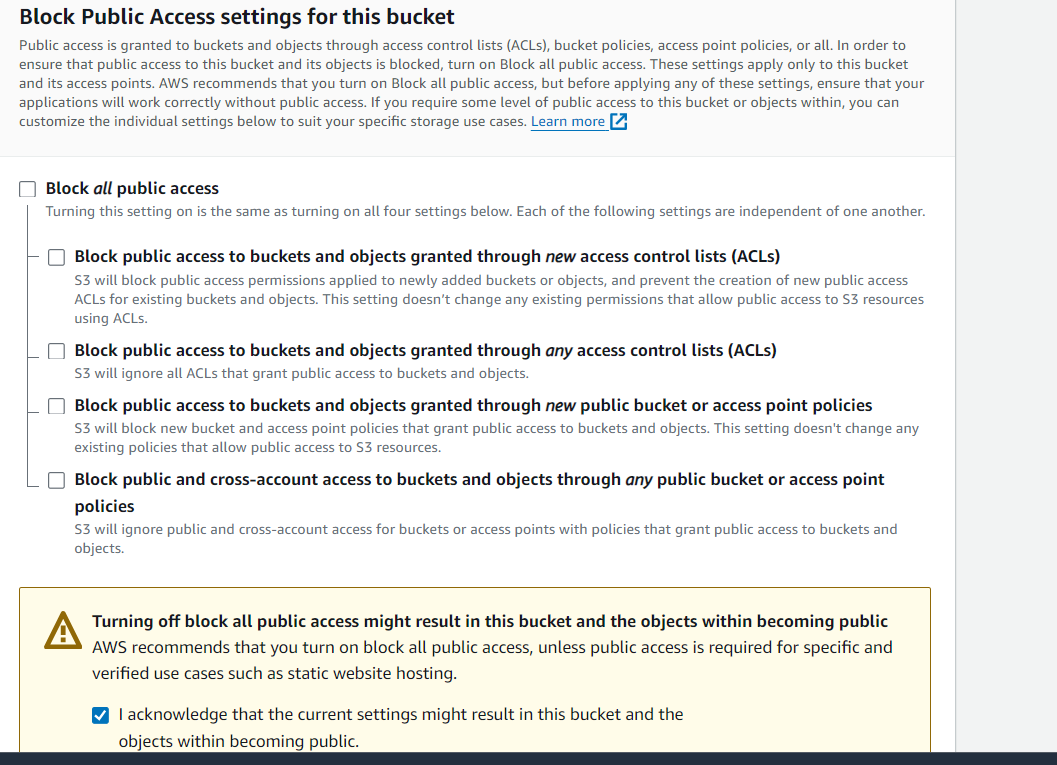 Block Public Access settings for this bucket
Public access is granted to buckets and objects through access control lists (ACLs), bucket policies, access point policies, or all. In order to
ensure that public access to this bucket and its objects is blocked, turn on Block all public access. These settings apply only to this bucket
and its access points. AWS recommends that you turn on Block all public access, but before applying any of these settings, ensure that your
applications will work correctly without public access. If you require some level of public access to this bucket or objects within, you can
customize the individual settings below to suit your specific storage use cases. Learn more
Block all public access
Turning this setting on is the same as turning on all four settings below. Each of the following settings are independent of one another.
Block public access to buckets and objects granted through new access control lists (ACLs)
S3 will block public access permissions applied to newly added buckets or objects, and prevent the creation of new public access
ACLs for existing buckets and objects. This setting doesn't change any existing permissions that allow public access to S3 resources
using ACLs.
Block public access to buckets and objects granted through any access control lists (ACLs)
S3 will ignore all ACLs that grant public access to buckets and objects.
Block public access to buckets and objects granted through new public bucket or access point policies
S3 will block new bucket and access point policies that grant public access to buckets and objects. This setting doesn't change any
existing policies that allow public access to S3 resources.
Block public and cross-account access to buckets and objects through any public bucket or access point
policies
S3 will ignore public and cross-account access for buckets or access points with policies that grant public access to buckets and
objects.
Turning off block all public access might result in this bucket and the objects within becoming public
AWS recommends that you turn on block all public access, unless public access is required for specific and
verified use cases such as static website hosting.
I acknowledge that the current settings might result in this bucket and the
objects within becoming public.